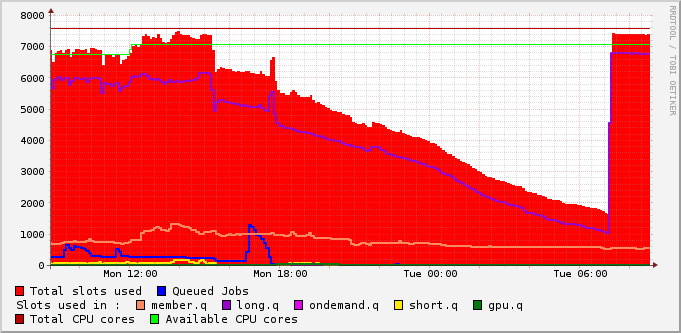 8000
7000
6000
5000
4000
3000
2000
1000
0
Mon 12:00 Mon 18:00 Tue 00:00 Tue 06:00
RRDTOOL / TOBI OETIKER
Total slots used Queued Jobs
Slots used in : member.q long.q ondemand.q short.q gpu.q
Total CPU cores Available CPU cores